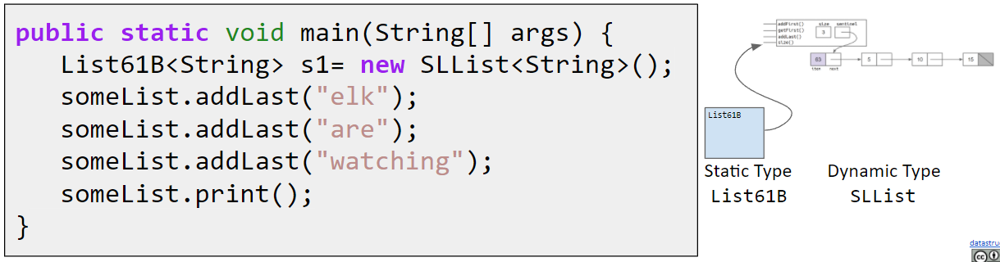 public static void main(String[] args) {
List61B<String> s1= new SLList<String>();
someList.addLast("elk");
someList.addLast("are");
someList.addLast("watching");
someList.print();
}
addFirst()
getFirst()
addLast()
size()
size sentinel
3
63 5 10 15
item next
List61B
Static Type Dynamic Type
List61B SLList
datastru
cc